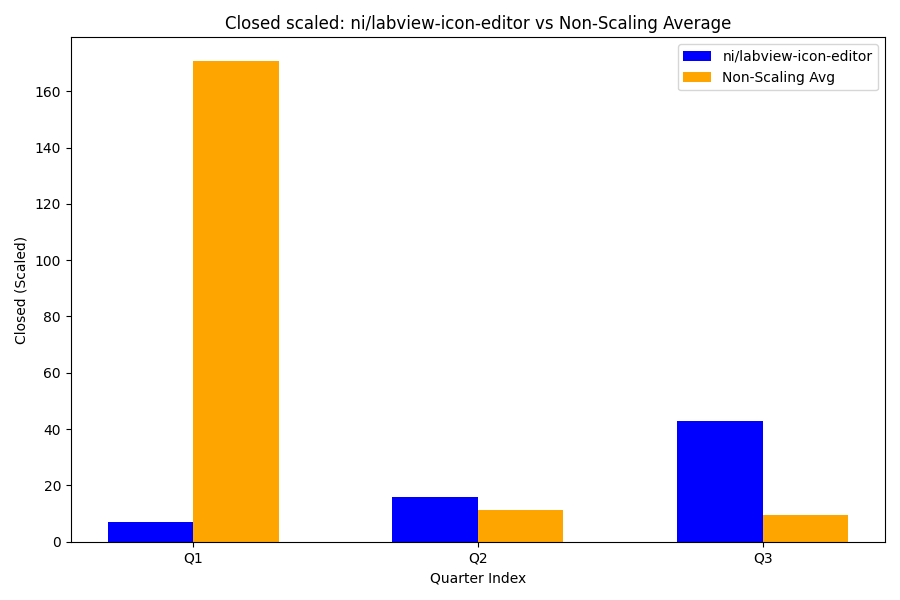 Closed scaled: ni/labview-icon-editor vs Non-Scaling Average
ni/labview-icon-editor
Non-Scaling Avg
Closed (Scaled)
160
140
120
100
80
60
40
20
0
Q1 Q2 Q3
Quarter Index